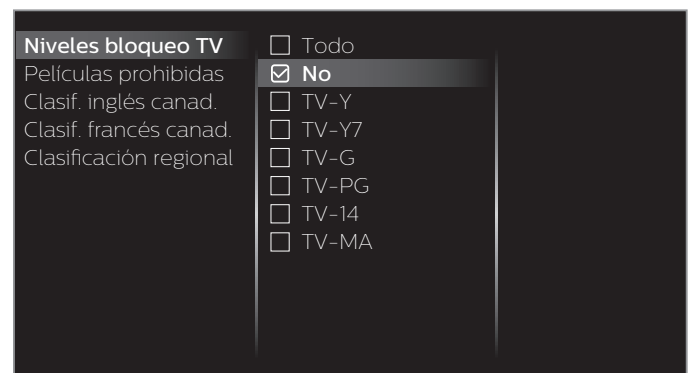 Niveles bloqueo TV
Películas prohibidas
Clasif. inglés canad.
Clasif. francés canad.
Clasificación regional
Todo
No
TV-Y
TV-Y7
TV-G
TV-PG
TV-14
TV-MA